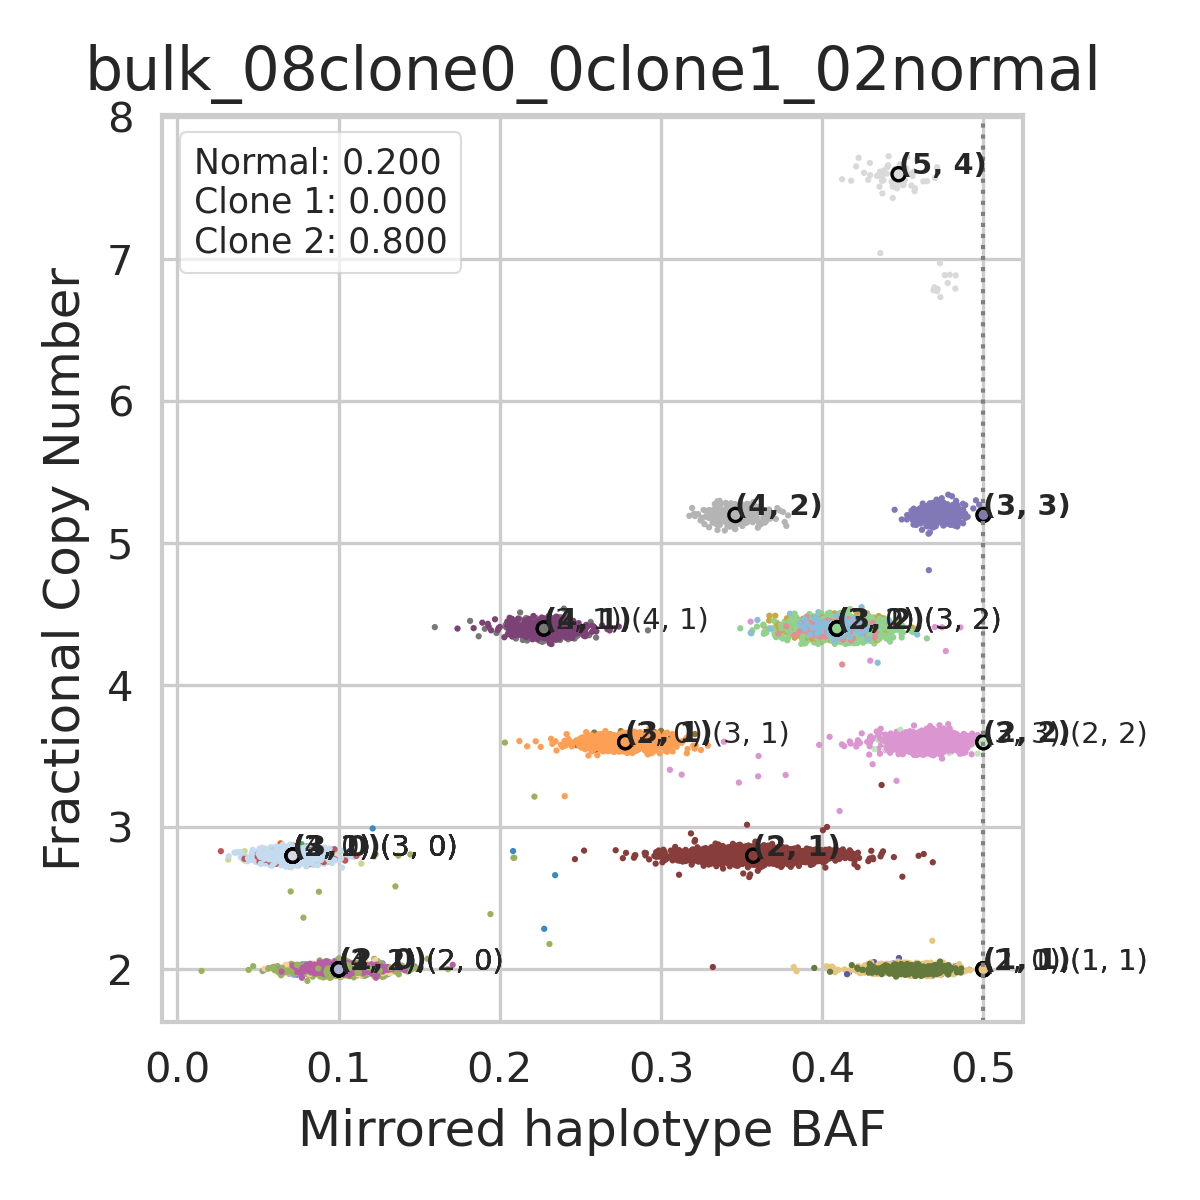 bulk_08clone0_0clone1_02normal
8
Normal: 0.200
Clone 1: 0.000
Clone 2: 0.800
(5, 4)
7
6
(4, 2)
(3, 3)
5
(4, 1)
(3, 2)
4
(3, 1)
(2, 2)
3
(3, 0)
(2, 1)
2
(2, 0)
(1, 1)
0.0 0.1 0.2 0.3 0.4 0.5
Mirrored haplotype BAF
Fractional Copy Number